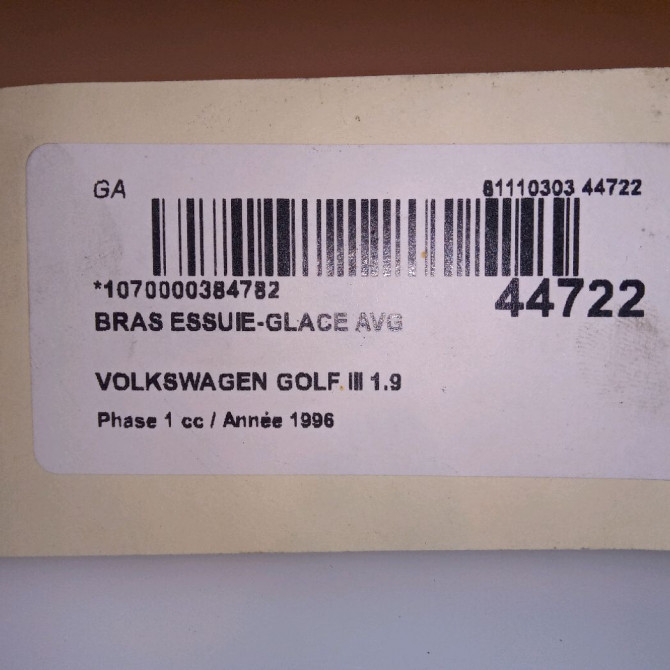 GA 81110303 44722
*1070000384782 44722
BRAS ESSUIE-GLACE AVG
VOLKSWAGEN GOLF III 1.9
Phase 1 cc / Année 1996